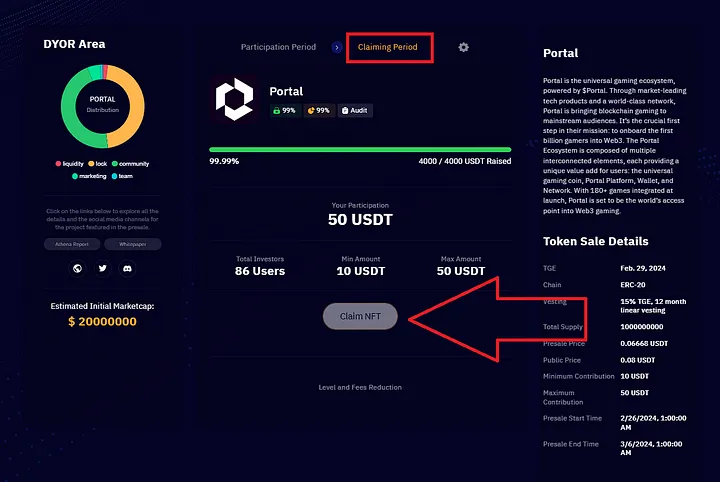 DYOR Area
PORTAL
Distribution
liquidity lock community
marketing team
Click on the links below to explore all the
details and the social media channels for
the project featured in the presale.
Athena Report Whitepaper
Estimated Initial Marketcap:
$ 20000000
Participation Period Claiming Period
Portal
99% 99% Audit
99.99% 4000 / 4000 USDT Raised
Your Participation
50 USDT
Total Investors Min Amount Max Amount
86 Users 10 USDT 50 USDT
Claim NFT
Level and Fees Reduction
Portal
Portal is the universal gaming ecosystem,
powered by $Portal. Through market-leading
tech products and a world-class network,
Portal is bringing blockchain gaming to
mainstream audiences. It's the crucial first
step in their mission: to onboard the first
billion gamers into Web3. The Portal
Ecosystem is composed of multiple
interconnected elements, each providing a
unique value add for users: the universal
gaming coin, Portal Platform, Wallet, and
Network. With 180+ games integrated at
launch, Portal is set to be the world's access
point into Web3 gaming.
Token Sale Details
TGE Feb. 29, 2024
Chain ERC-20
Vesting 15% TGE, 12 month
linear vesting
Total Supply 1000000000
Presale Price 0.06668 USDT
Public Price 0.08 USDT
Minimum Contribution 10 USDT
Maximum 50 USDT
Contribution
Presale Start Time 2/26/2024, 1:00:00
AM
Presale End Time 3/6/2024, 1:00:00
AM